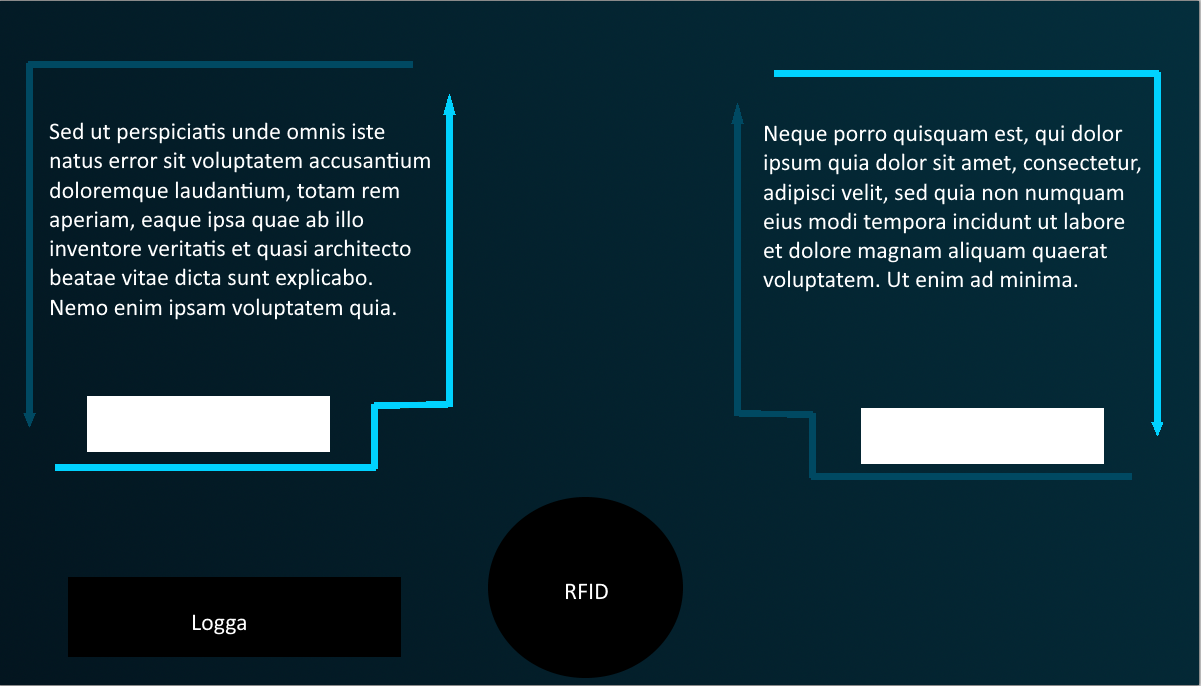 Sed ut perspiciatis unde omnis iste
natus error sit voluptatem accusantium
doloremque laudantium, totam rem
aperiam, eaque ipsa quae ab illo
inventore veritatis et quasi architecto
beatae vitae dicta sunt explicabo.
Nemo enim ipsam voluptatem quia.
Neque porro quisquam est, qui dolor
ipsum quia dolor sit amet, consectetur,
adipisci velit, sed quia non numquam
eius modi tempora incidunt ut labore
et dolore magnam aliquam quaerat
voluptatem. Ut enim ad minima.
RFID
Logga